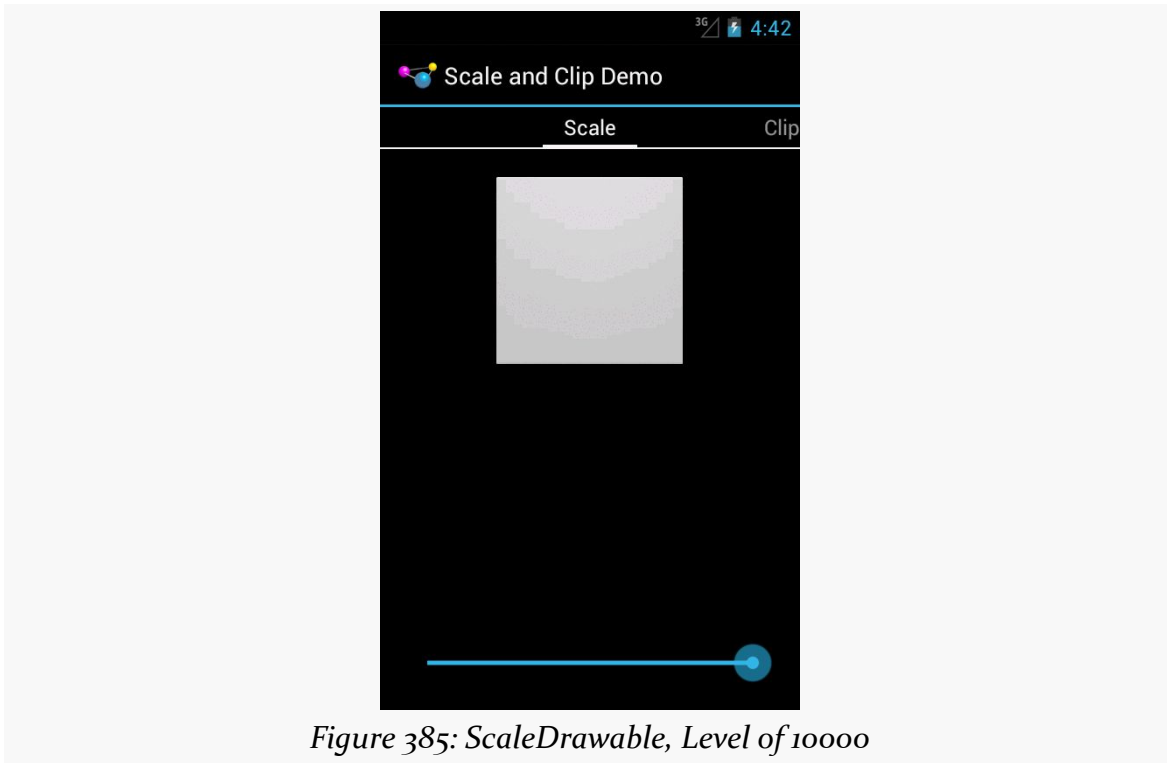 3G 4:42
Scale and Clip Demo
Scale Clip
Figure 385: ScaleDrawable, Level of 10000